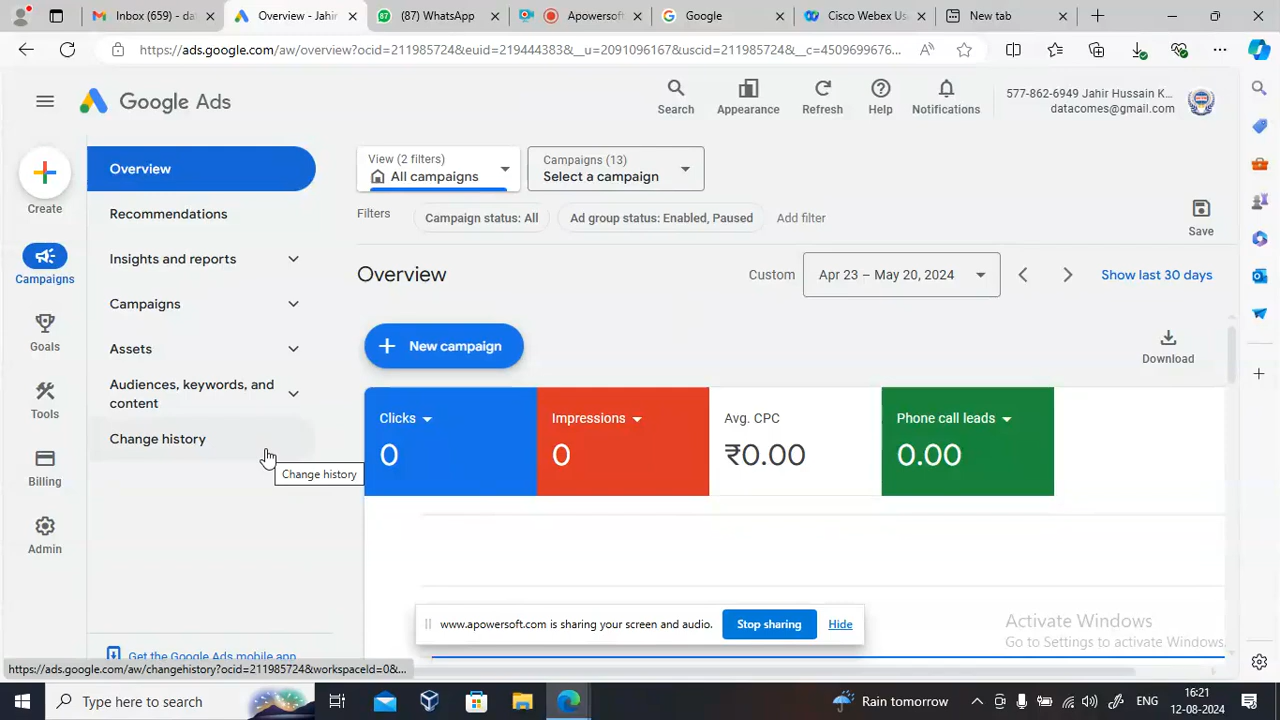 Inbox (659) - da
Overview - Jahir
(87) WhatsApp
Apowersoft
Google
Cisco Webex Us
New tab
https://ads.google.com/aw/overview?ocid=211985724&euid=219444383&__u=2091096167&uscid=211985724&__c=4509699676...
Google Ads
Search
Appearance
Refresh
Help
Notifications
577-862-6949 Jahir Hussain K...
datacomes@gmail.com
Create
Campaigns
Goals
Tools
Billing
Admin
Overview
Recommendations
Insights and reports
Campaigns
Assets
Audiences, keywords, and
content
Change history
Change history
Get the Google Ads mobile app
View (2 filters)
All campaigns
Campaigns (13)
Select a campaign
Filters
Campaign status: All
Ad group status: Enabled, Paused
Add filter
Save
Overview
Custom
Apr 23 – May 20, 2024
Show last 30 days
New campaign
Download
Clicks
0
Impressions
0
Avg. CPC
₹0.00
Phone call leads
0.00
www.apowersoft.com is sharing your screen and audio.
Stop sharing
Hide
Activate Windows
Go to Settings to activate Windows.
https://ads.google.com/aw/changehistory?ocid=211985724&workspaceId=0&...
Type here to search
Rain tomorrow
ENG
16:21
12-08-2024